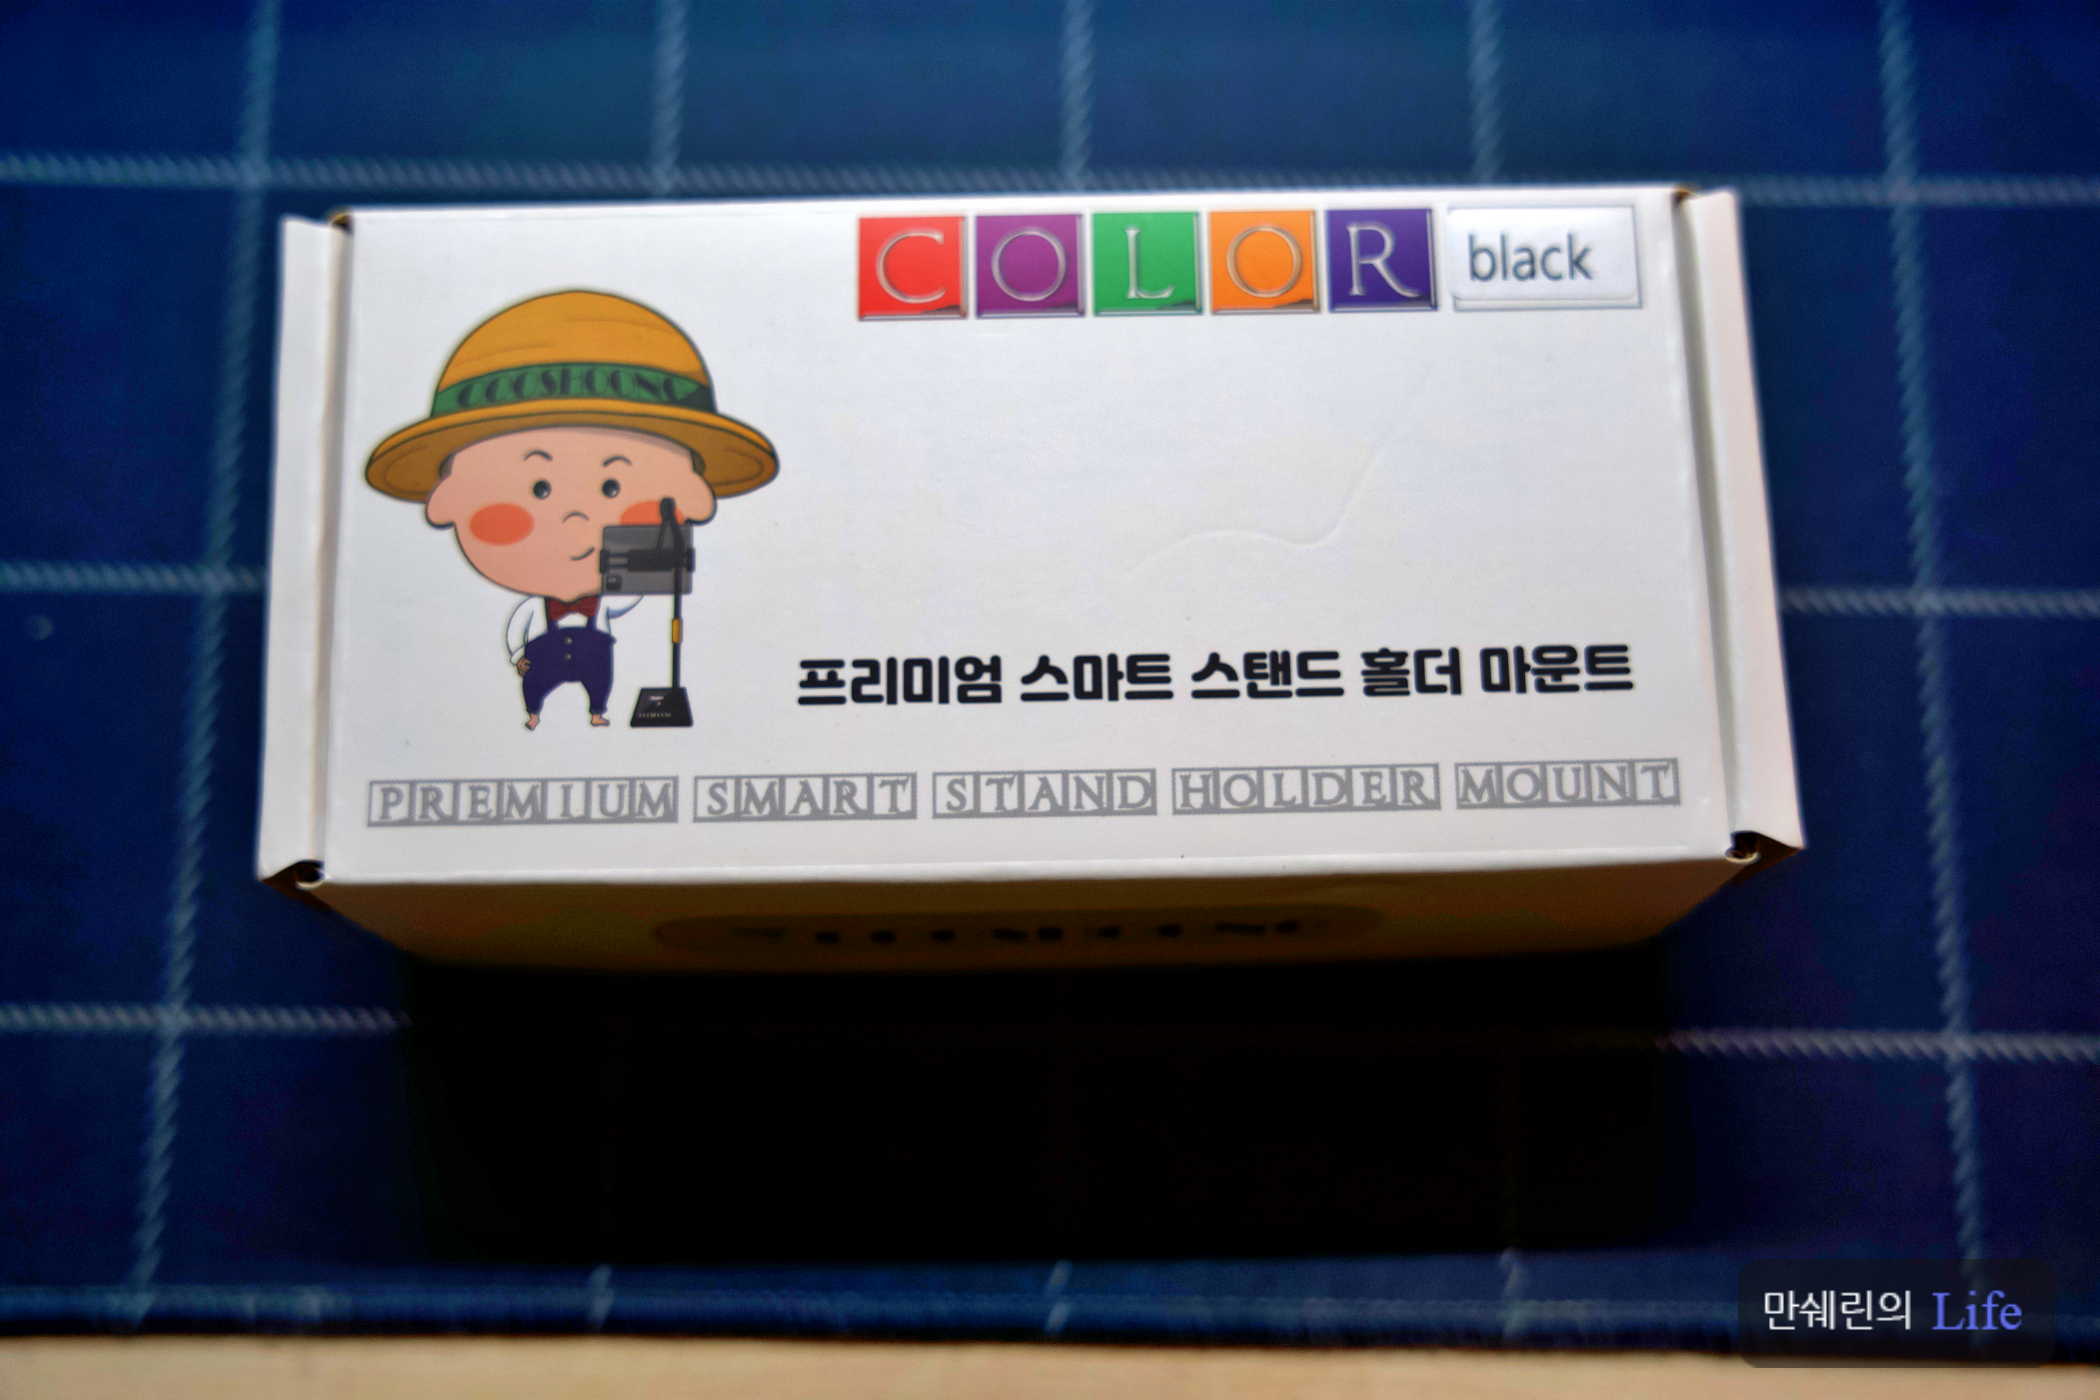 COLOR black
COOSHOONG
프리미엄 스마트 스탠드 홀더 마운트
PREMIUM SMART STAND HOLDER MOUNT
만쉐린의 Life